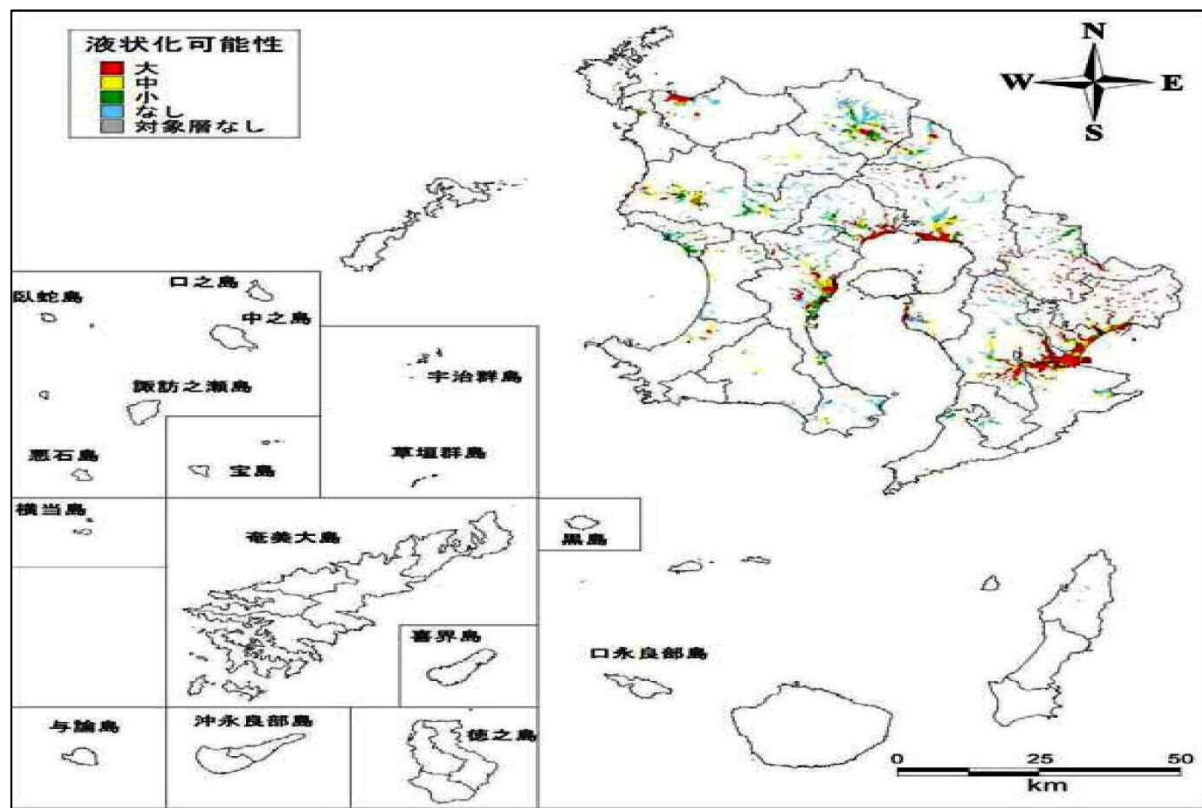 液状化可能性
大
中
小
なし
対象層なし
N
W
E
S
口之島
臥蛇島
中之島
宇治群島
諏訪之瀬島
悪石島
宝島
草垣群島
横当島
奄美大島
黒島
喜界島
口永良部島
与論島
沖永良部島
徳之島
0 25 50
km